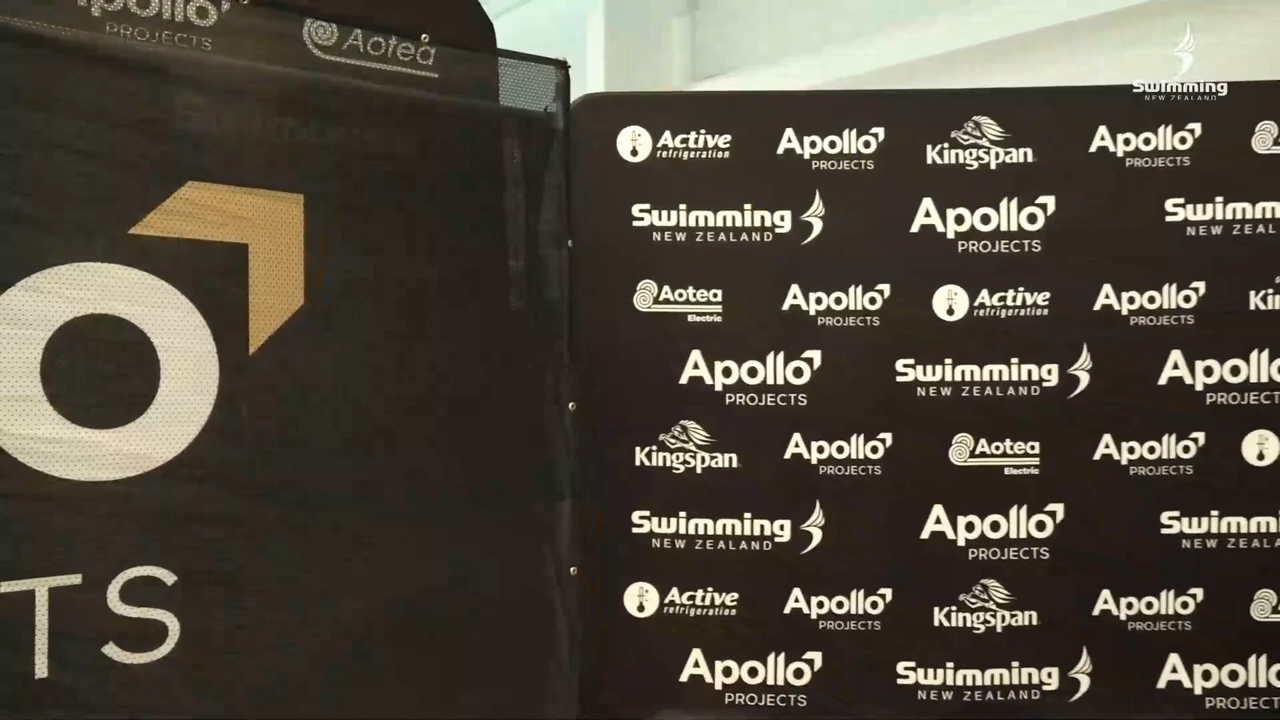 Apollo
PROJECTS
Aotea
O
TS
Swimming
NEW ZEALAND
Active
refrigeration
Apollo
PROJECTS
Kingspan
Apollo
PROJECTS
Swimming
NEW ZEALAND
Apollo
PROJECTS
Swimm
NEW ZEAL
Aotea
Electric
Apollo
PROJECTS
Active
refrigeration
Apollo
PROJECTS
Ki
Apollo
PROJECTS
Swimming
NEW ZEALAND
Apollo
PROJECT
Kingspan
Apollo
PROJECTS
Aotea
Electric
Apollo
PROJECTS
Swimming
NEW ZEALAND
Apollo
PROJECTS
Swimmi
NEW ZEALA
Active
refrigeration
Apollo
PROJECTS
Kingspan
Apollo
PROJECTS
Apollo
PROJECTS
Swimming
NEW ZEALAND
Apollo
PROJECT